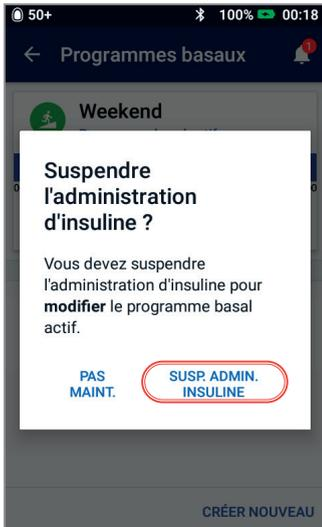 50+ 100% 00:18
Programmes basaux 1
Weekend
Suspendre
l'administration
d'insuline ?
Vous devez suspendre
l'administration d'insuline pour
modifier le programme basal
actif.
PAS
MAINT.
SUSP. ADMIN.
INSULINE
CRÉER NOUVEAU